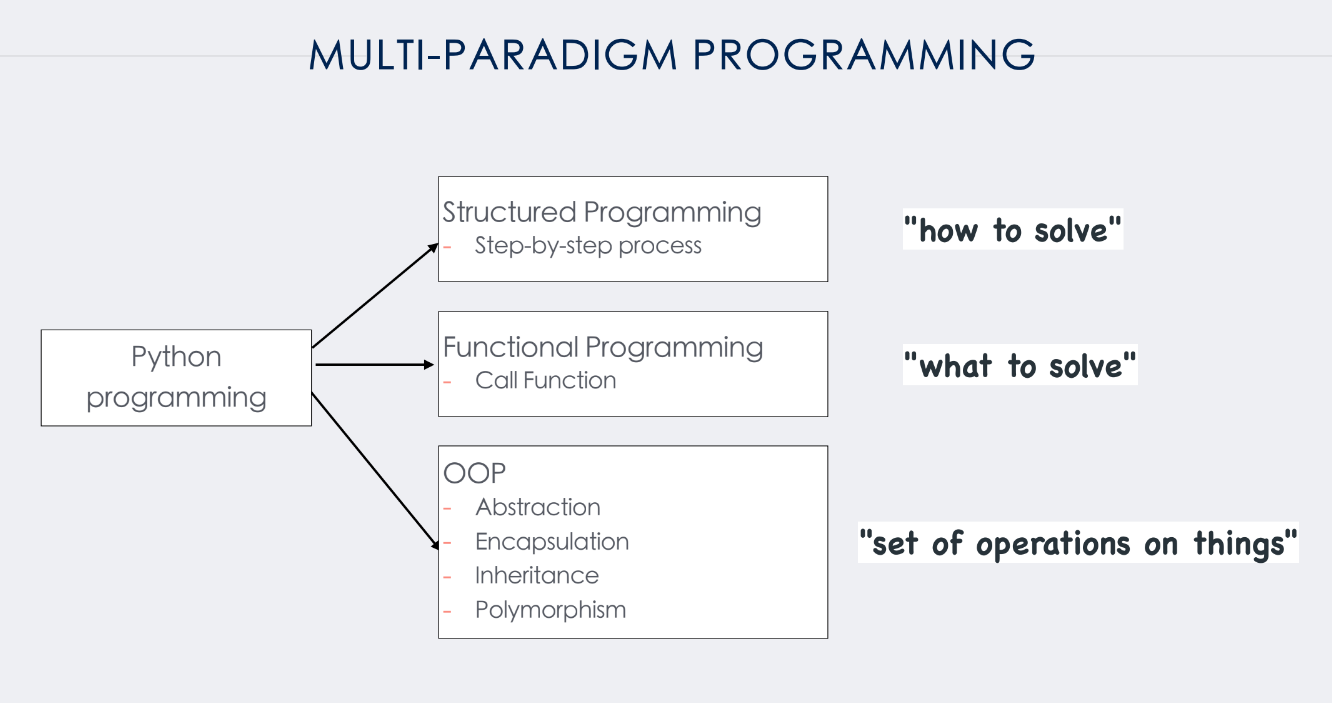 MULTI-PARADIGM PROGRAMMING
Structured Programming
- Step-by-step process
"how to solve"
Python
programming
Functional Programming
- Call Function
"what to solve"
OOP
- Abstraction
- Encapsulation
- Inheritance
- Polymorphism
"set of operations on things"